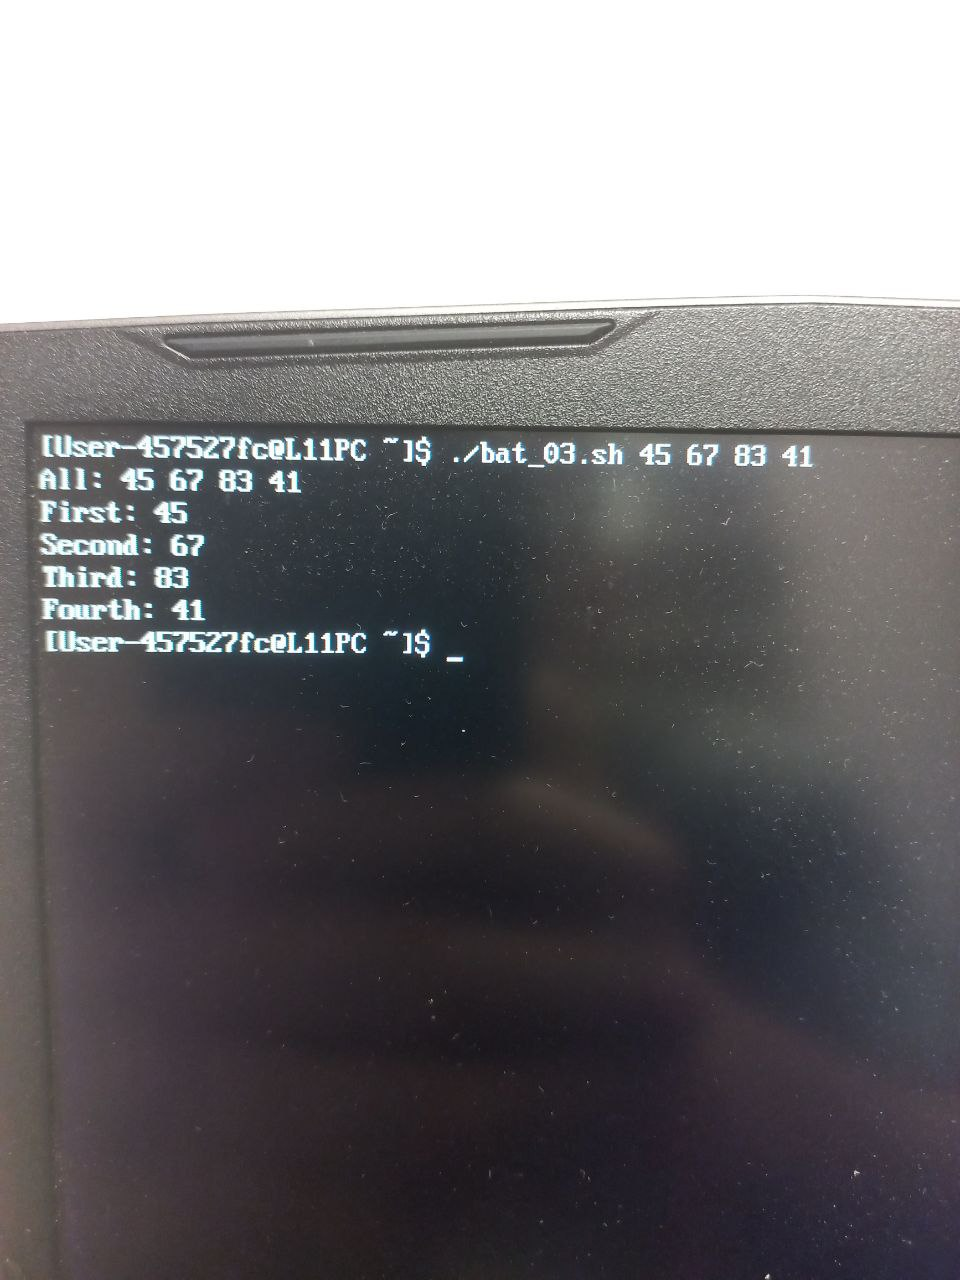 [User-457527fc@L11PC ~]$ ./bat_03.sh 45 67 83 41
All: 45 67 83 41
First: 45
Second: 67
Third: 83
Fourth: 41
[User-457527fc@L11PC ~]$ _